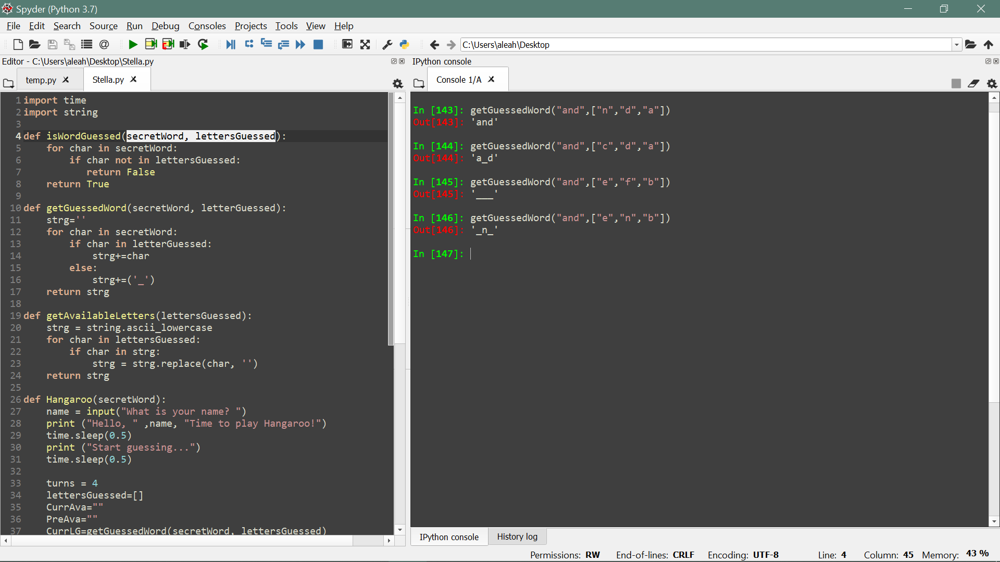 Spyder (Python 3.7)
File Edit Search Source Run Debug Consoles Projects Tools View Help
C:\Users\aleah\Desktop
Editor - C:\Users\aleah\Desktop\Stella.py
temp.py Stella.py
1 import time
2 import string
3
4 def isWordGuessed(secretWord, lettersGuessed):
5     for char in secretWord:
6         if char not in lettersGuessed:
7            return False
8     return True
9
10 def getGuessedWord(secretWord, letterGuessed):
11     strg=''
12     for char in secretWord:
13         if char in letterGuessed:
14             strg+=char
15         else:
16             strg+=('_')
17     return strg
18
19 def getAvailableLetters(lettersGuessed):
20     strg = string.ascii_lowercase
21     for char in lettersGuessed:
22         if char in strg:
23             strg = strg.replace(char, '')
24     return strg
25
26 def Hangaroo(secretWord):
27     name = input("What is your name? ")
28     print ("Hello, " ,name, "Time to play Hangaroo!")
29     time.sleep(0.5)
30     print ("Start guessing...")
31     time.sleep(0.5)
32
33     turns = 4
34     lettersGuessed=[]
35     CurrAva=""
36     PreAva=""
37     CurrLG=getGuessedWord(secretWord, lettersGuessed)
IPython console
Console 1/A
In [143]: getGuessedWord("and",["n","d","a"])
Out[143]: 'and'
In [144]: getGuessedWord("and",["c","d","a"])
Out[144]: 'a_d'
In [145]: getGuessedWord("and",["e","f","b"])
Out[145]: '___'
In [146]: getGuessedWord("and",["e","n","b"])
Out[146]: '_n_'
In [147]:
IPython console History log
Permissions: RW End-of-lines: CRLF Encoding: UTF-8 Line: 4 Column: 45 Memory: 43 %